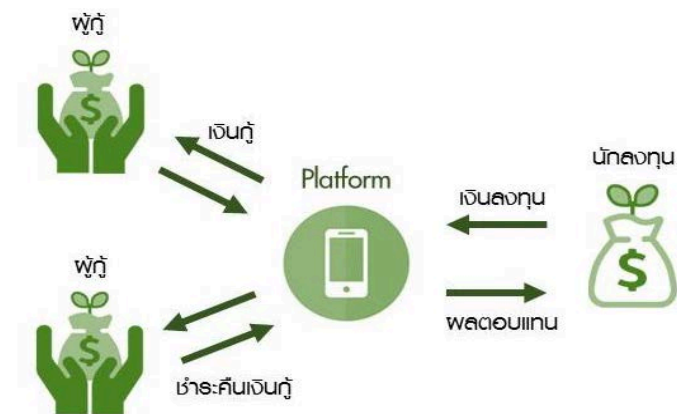 ผู้กู้
เงินกู้
Platform
นักลงทุน
เงินลงทุน
ผลตอบแทน
ผู้กู้
ชำระคืนเงินกู้
$
$
$